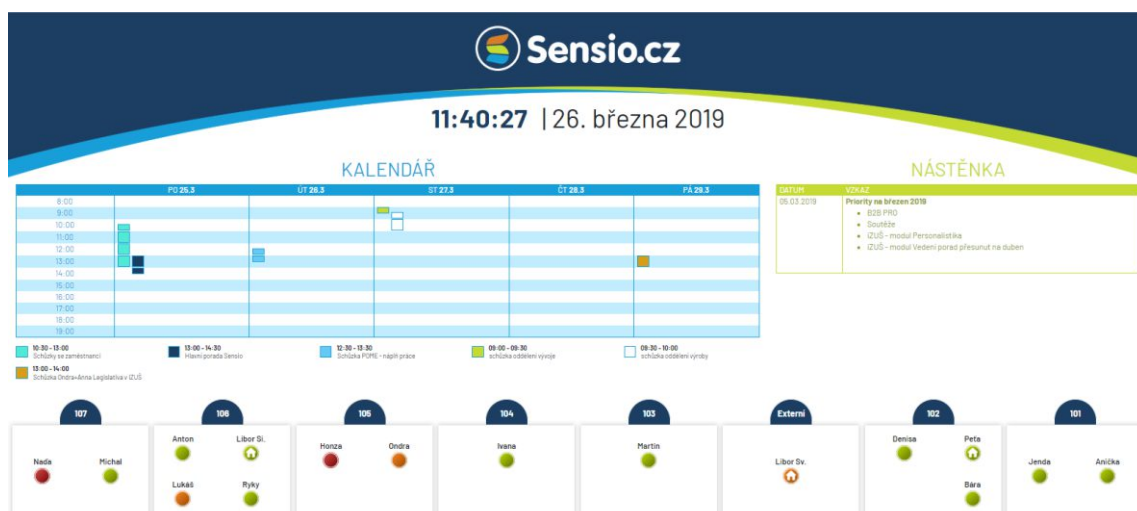 Sensio.cz
11:40:27 | 26. března 2019
KALENDÁŘ
PO 25.3 ÚT 26.3 ST 27.3 ČT 28.3 PÁ 29.3
8:00
9:00
10:00
11:00
12:00
13:00
14:00
15:00
16:00
17:00
18:00
19:00
10:30 - 13:00
Schůzky se zaměstnanci
13:00 - 14:30
Hlavní porada Sensio
12:30 - 13:30
Schůzka POME - náplň práce
09:00 - 09:30
schůzka oddělení vývoje
09:30 - 10:00
schůzka oddělení výroby
13:00 - 14:00
Schůzka Ondra+Anna Legislativa v iZUŠ
NÁSTĚNKA
DATUM VZKAZ
05.03.2019 Priority na březen 2019
B2B PRO
Soutěže
iZUŠ - modul Personalistika
iZUŠ - modul Vedení porad přesunut na duben
107 106 105 104 103 Externí 102 101
Anton Libor Si. Honza Ondra Ivana Martin Denisa Peťa
Naďa Michal Libor Sv. Jenda Anička
Lukáš Ryky Bára